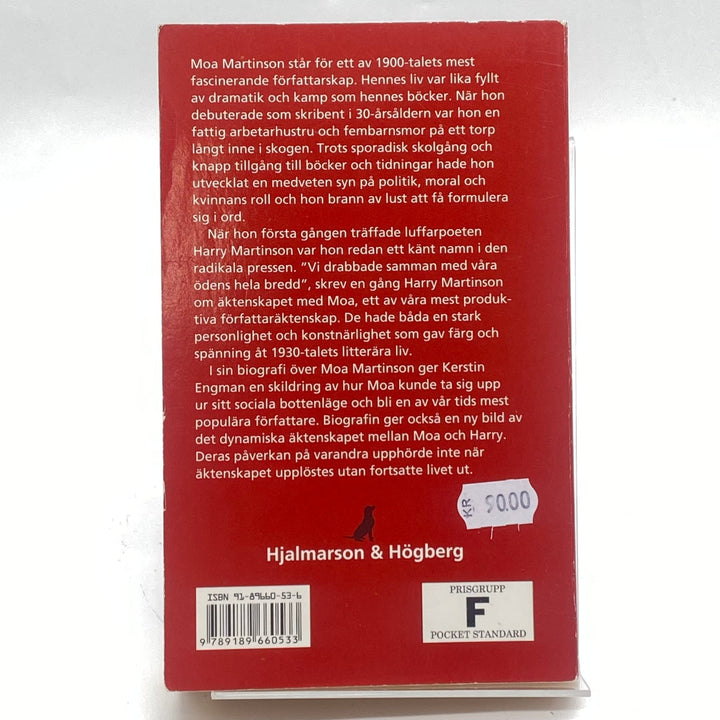 Moa Martinson står för ett av 1900-talets mest
fascinerande författarskap. Hennes liv var lika fyllt
av dramatik och kamp som hennes böcker. När hon
debuterade som skribent i 30-årsåldern var hon en
fattig arbetarhustru och fembarnsmor på ett torp
långt inne i skogen. Trots sporadisk skolgång och
knapp tillgång till böcker och tidningar hade hon
utvecklat en medveten syn på politik, moral och
kvinnans roll och hon brann av lust att få formulera
sig i ord.
När hon första gången träffade luffarpoeten
Harry Martinson var hon redan ett känt namn i den
radikala pressen. ”Vi drabbade samman med våra
ödens hela bredd”, skrev en gång Harry Martinson
om äktenskapet med Moa, ett av våra mest produk-
tiva författaräktenskap. De hade båda en stark
personlighet och konstnärlighet som gav färg och
spänning åt 1930-talets litterära liv.
I sin biografi över Moa Martinson ger Kerstin
Engman en skildring av hur Moa kunde ta sig upp
ur sitt sociala bottenläge och bli en av vår tids mest
populära författare. Biografin ger också en ny bild av
det dynamiska äktenskapet mellan Moa och Harry.
Deras påverkan på varandra upphörde inte när
äktenskapet upplöstes utan fortsatte livet ut.
KR 90.00
Hjalmarson & Högberg
ISBN 91-89660-53-6
9 789189 660533
PRISGRUPP
F
POCKET STANDARD